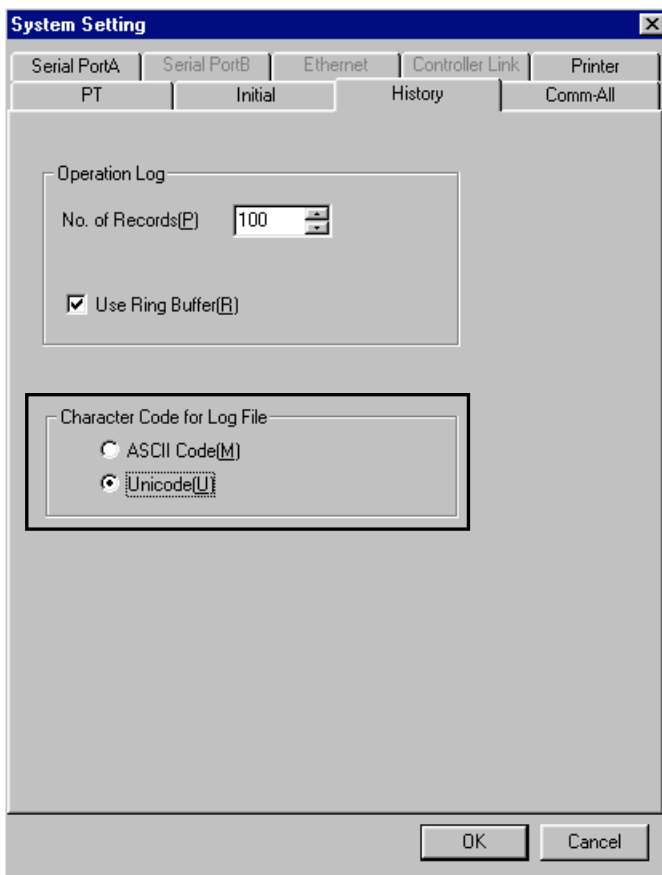 System Setting
Serial PortA Serial PortB Ethernet Controller Link Printer
PT Initial History Comm-All
Operation Log
No. of Records(P) 100
Use Ring Buffer(R)
Character Code for Log File
ASCII Code(M)
Unicode(U)
OK Cancel